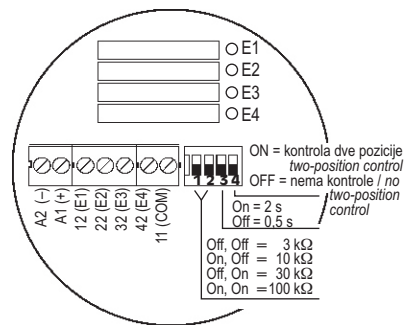 E1
E2
E3
E4
ON = kontrola dve pozicije
two-position control
OFF = nema kontrole / no
two-position
control
1 2 3 4
A2 (–)
A1 (+)
12 (E1)
22 (E2)
32 (E3)
42 (E4)
11 (COM)
On = 2 s
Off = 0,5 s
Off, Off = 3 kΩ
On, Off = 10 kΩ
Off, On = 30 kΩ
On, On =100 kΩ